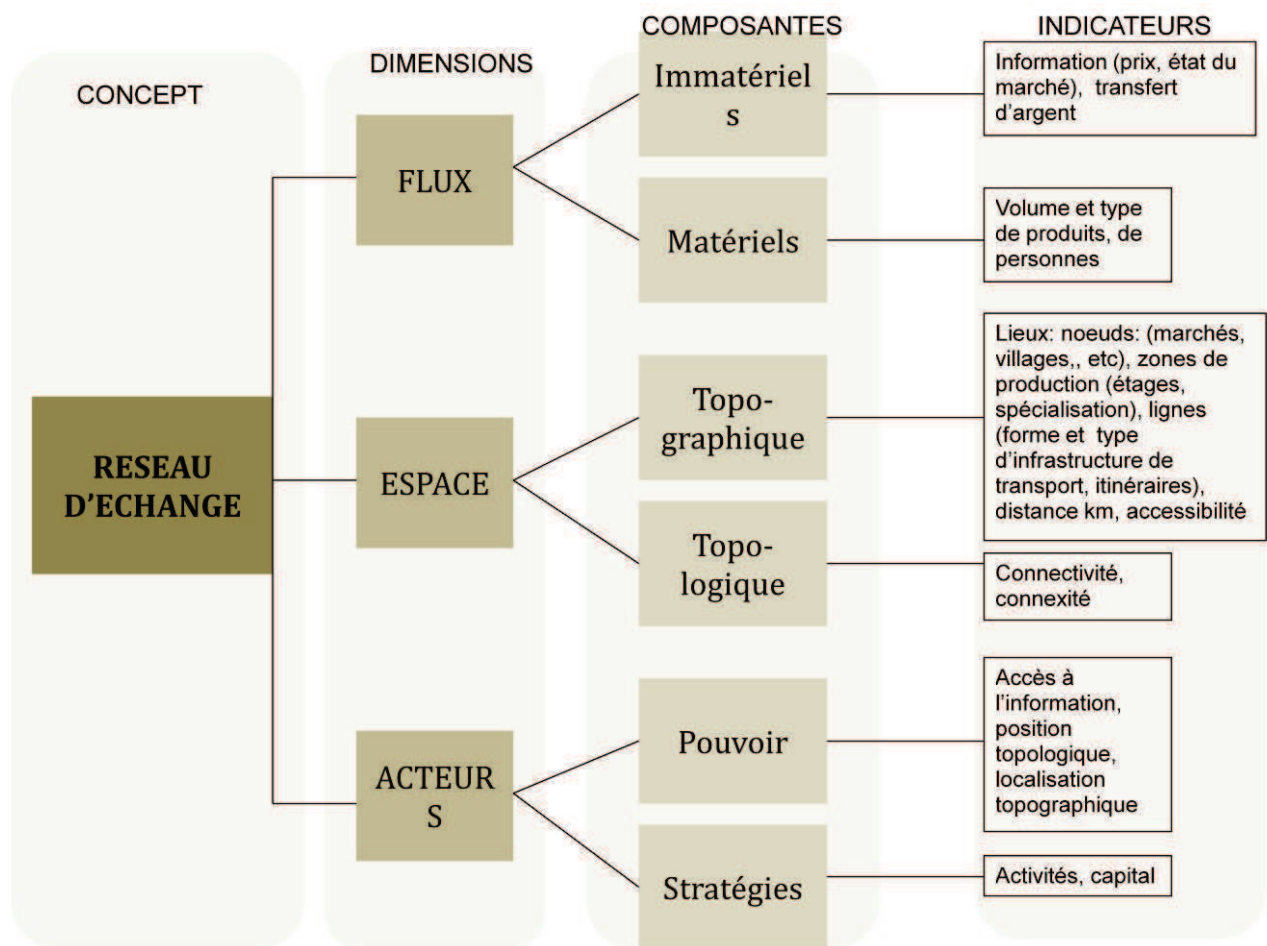 CONCEPT
DIMENSIONS
COMPOSANTES
INDICATEURS
RESEAU
D'ECHANGE
FLUX
ESPACE
ACTEUR
S
Immatériel
s
Matériels
Topo-
graphique
Topo-
logique
Pouvoir
Stratégies
Information (prix, état du
marché), transfert
d'argent
Volume et type
de produits, de
personnes
Lieux: noeuds: (marchés,
villages,, etc), zones de
production (étages,
spécialisation), lignes
(forme et type
d'infrastructure de
transport, itinéraires),
distance km, accessibilité
Connectivité,
connexité
Accès à
l'information,
position
topologique,
localisation
topographique
Activités, capital